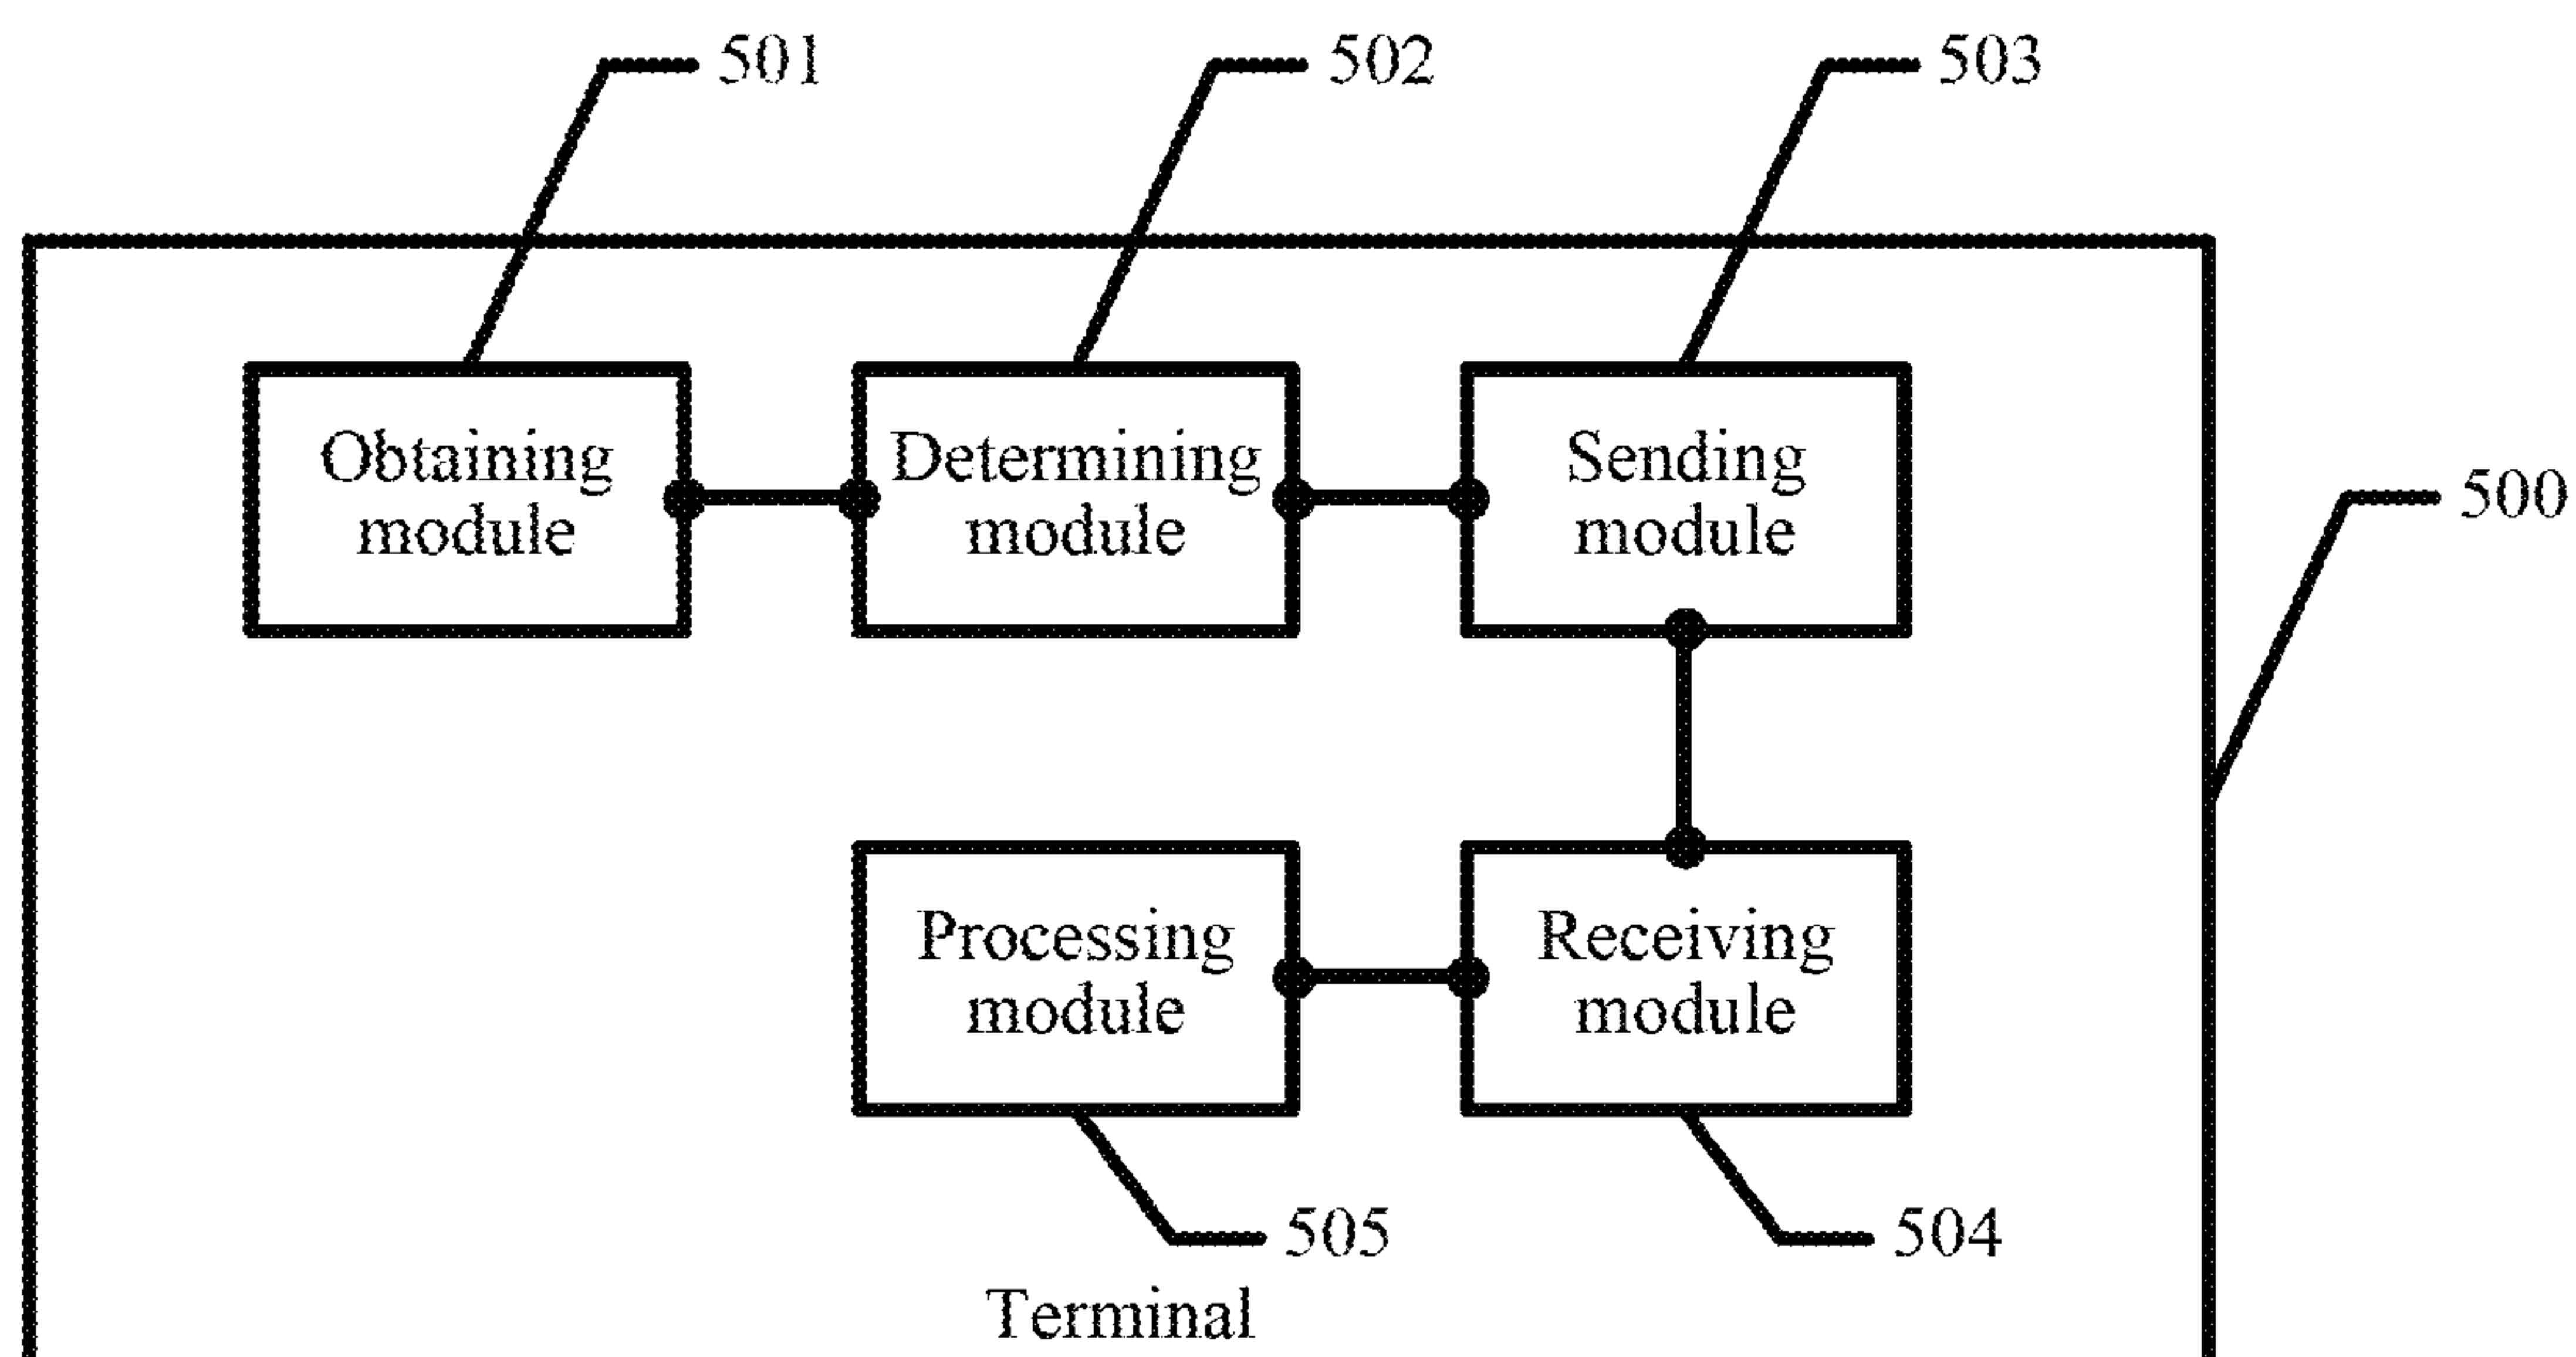 501
502
503
Obtaining
module
Determining
module
Sending
module
500
Processing
module
Receiving
module
505
504
Terminal